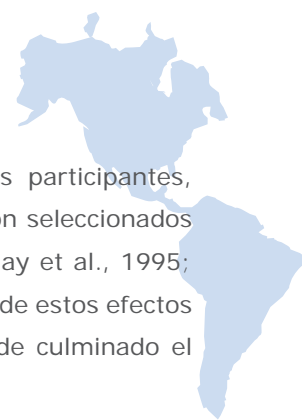 s participantes,
n seleccionados
ay et al., 1995;
de estos efectos
de culminado el